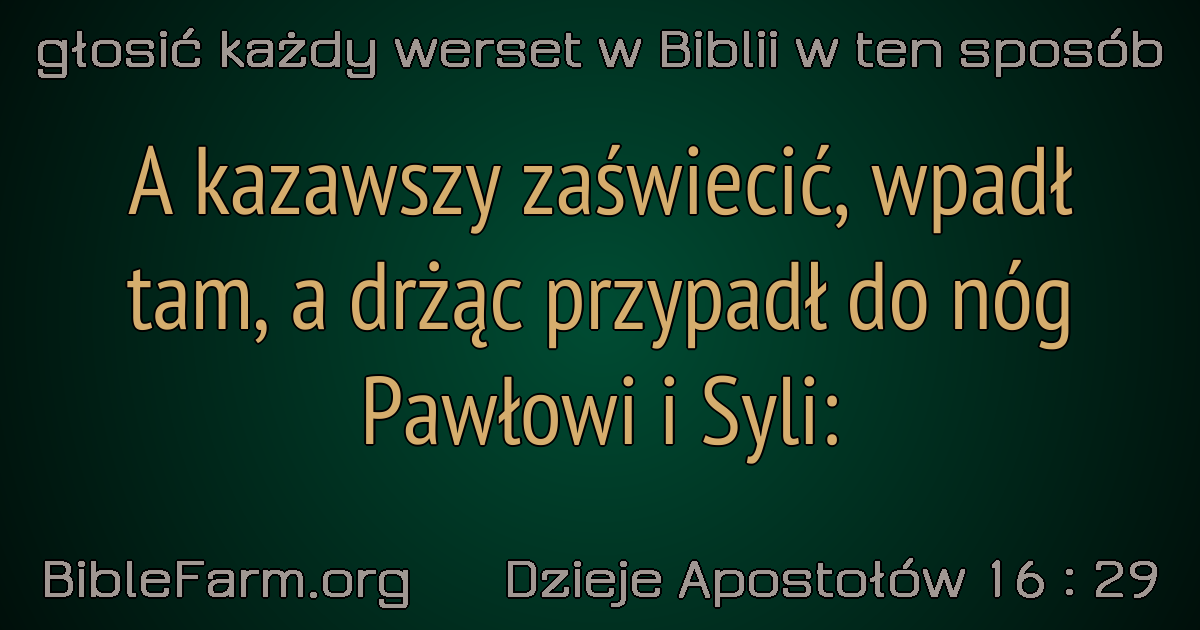 głosić każdy werset w Biblii w ten sposób
A kazawszy zaświecić, wpadł
tam, a drżąc przypadł do nóg
Pawłowi i Syli:
BibleFarm.org
Dzieje Apostołów 16 : 29